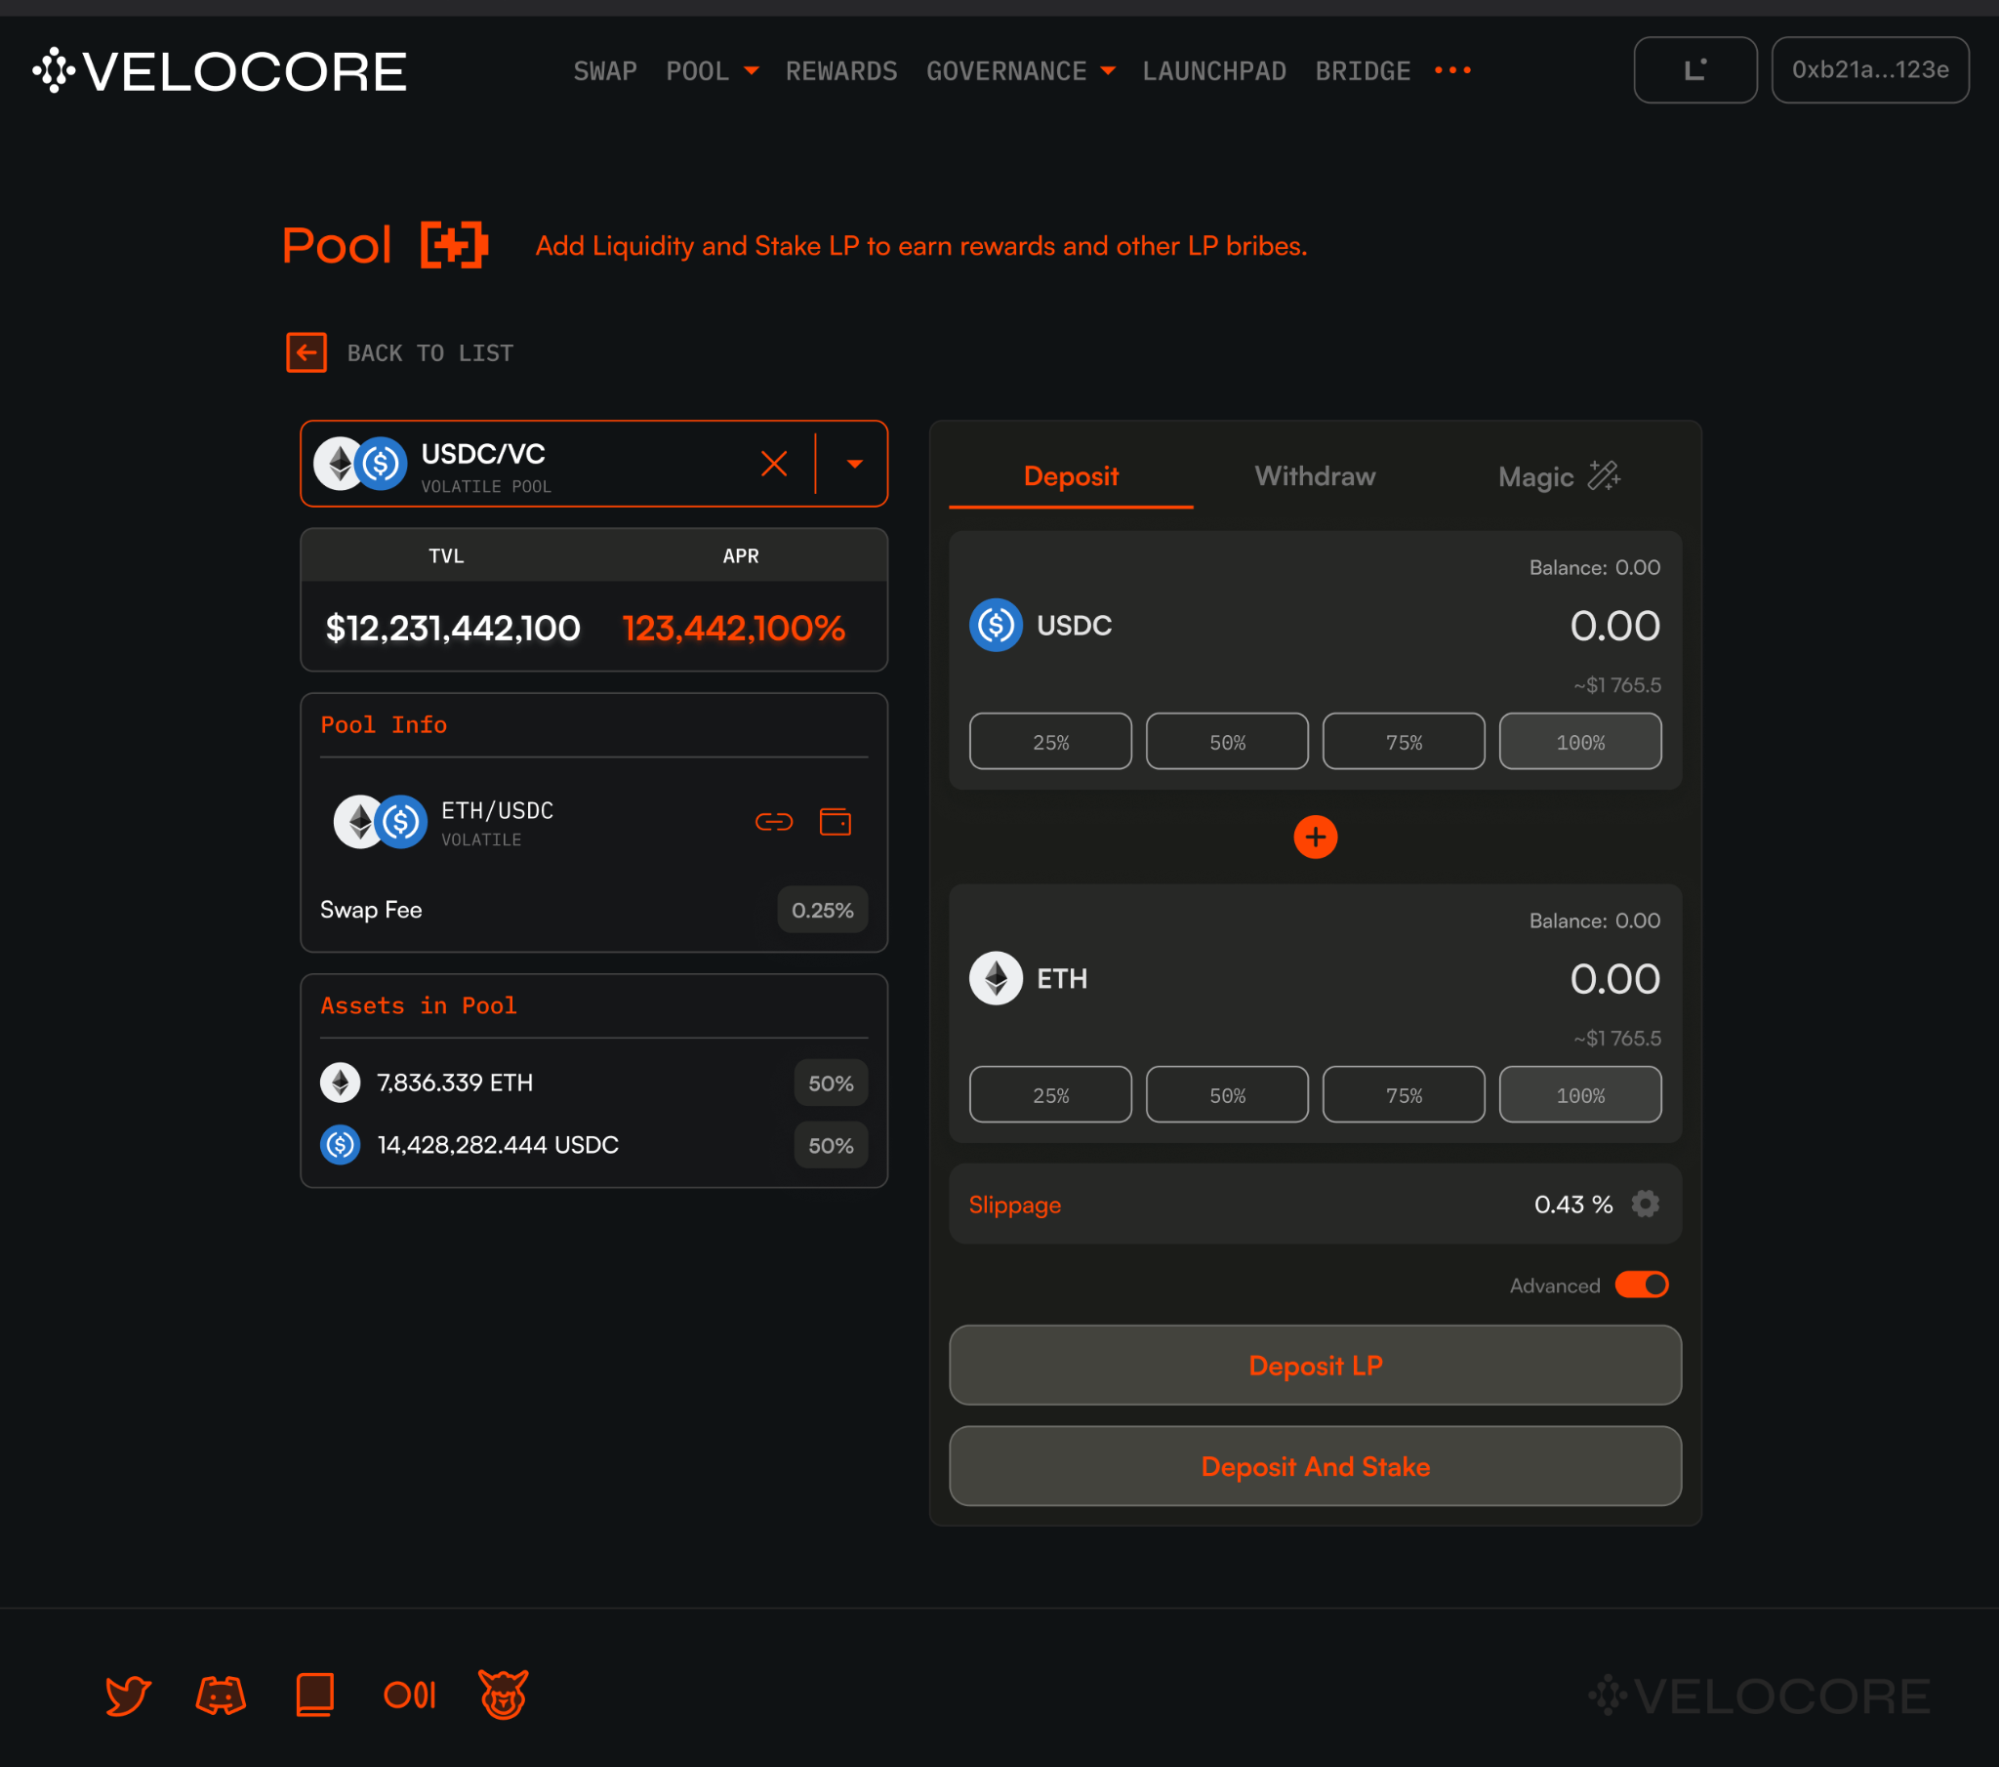 VELOCORE
SWAP POOL REWARDS GOVERNANCE LAUNCHPAD BRIDGE
0xb21a...123e
Pool
Add Liquidity and Stake LP to earn rewards and other LP bribes.
BACK TO LIST
USDC/VC
VOLATILE POOL
TVL APR
$12,231,442,100 123,442,100%
Pool Info
ETH/USDC
VOLATILE
Swap Fee 0.25%
Assets in Pool
7,836.339 ETH 50%
14,428,282.444 USDC 50%
Deposit Withdraw Magic
Balance: 0.00
USDC 0.00
~$1 765.5
25% 50% 75% 100%
Balance: 0.00
ETH 0.00
~$1 765.5
25% 50% 75% 100%
Slippage 0.43 %
Advanced
Deposit LP
Deposit And Stake
VELOCORE